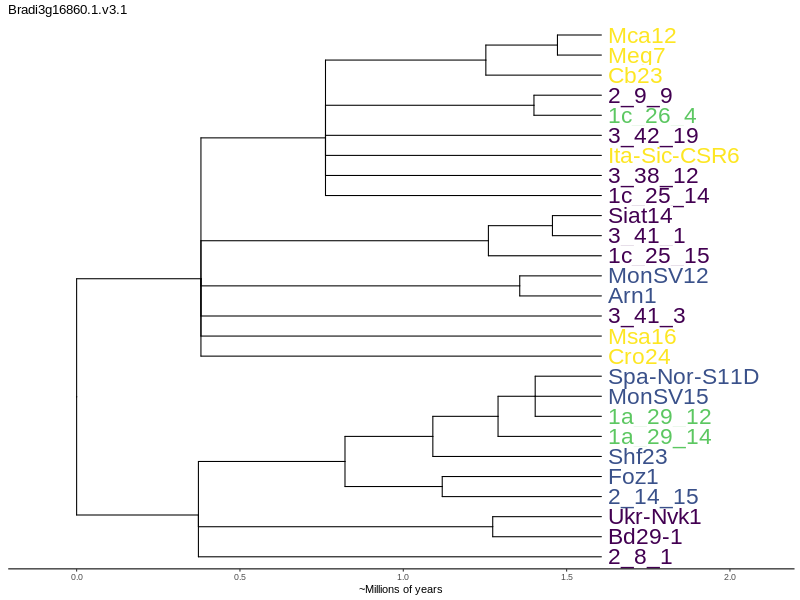 Bradi3g16860.1.v3.1
Mca12
Meq7
Cb23
2_9_9
1c_26_4
3_42_19
Ita-Sic-CSR6
3_38_12
1c_25_14
Siat14
3_41_1
1c_25_15
MonSV12
Arn1
3_41_3
Msa16
Cro24
Spa-Nor-S11D
MonSV15
1a_29_12
1a_29_14
Shf23
Foz1
2_14_15
Ukr-Nvk1
Bd29-1
2_8_1
0.0 0.5 1.0 1.5 2.0
~Millions of years